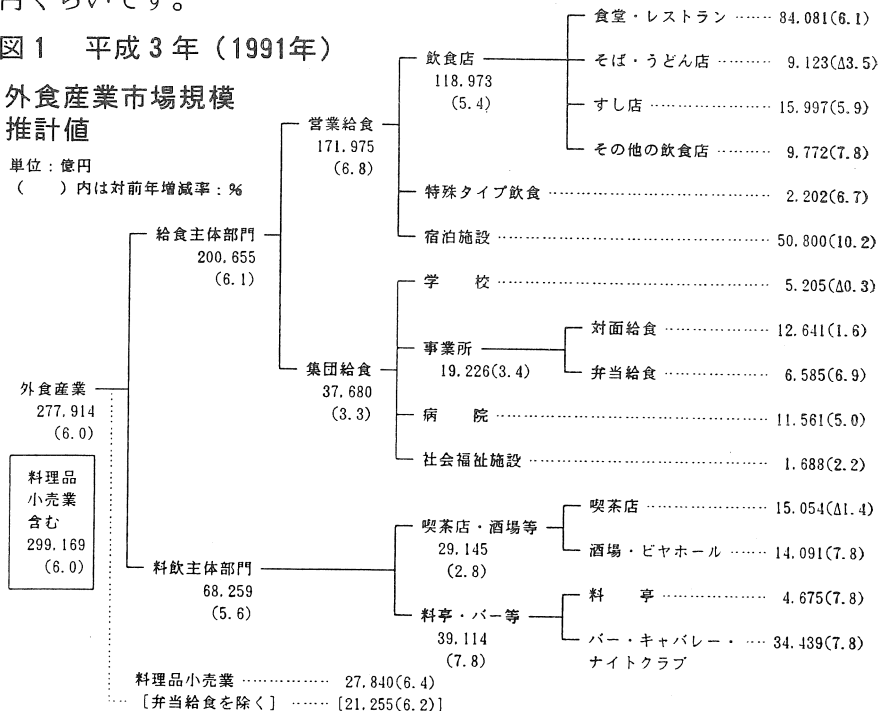 円くらいです。
図1 平成3年（1991年）
外食産業市場規模
推計値
単位：億円
（ ）内は対前年増減率：%
外食産業
277.914
(6.0)
料理品
小売業
含む
299.169
(6.0)
給食主体部門
200.655
(6.1)
営業給食
171.975
(6.8)
飲食店
118.973
(5.4)
食堂・レストラン …… 84.081(6.1)
そば・うどん店 ……… 9.123(Δ3.5)
すし店 ……………… 15.997(5.9)
その他の飲食店 ……… 9.772(7.8)
特殊タイプ飲食 ……………………… 2.202(6.7)
宿泊施設 ……………………………… 50.800(10.2)
集団給食
37.680
(3.3)
学 校 ……………………………… 5.205(Δ0.3)
事業所
19.226(3.4)
対面給食 ……………… 12.641(1.6)
弁当給食 ……………… 6.585(6.9)
病 院 ……………………………… 11.561(5.0)
社会福祉施設 ………………………… 1.688(2.2)
料飲主体部門
68.259
(5.6)
喫茶店・酒場等
29.145
(2.8)
喫茶店 ……………… 15.054(Δ1.4)
酒場・ビヤホール …… 14.091(7.8)
料亭・バー等
39.114
(7.8)
料 亭 ……………… 4.675(7.8)
バー・キャバレー・ …… 34.439(7.8)
ナイトクラブ
料理品小売業 …………… 27.840(6.4)
［弁当給食を除く］ …… [21,255(6.2)]